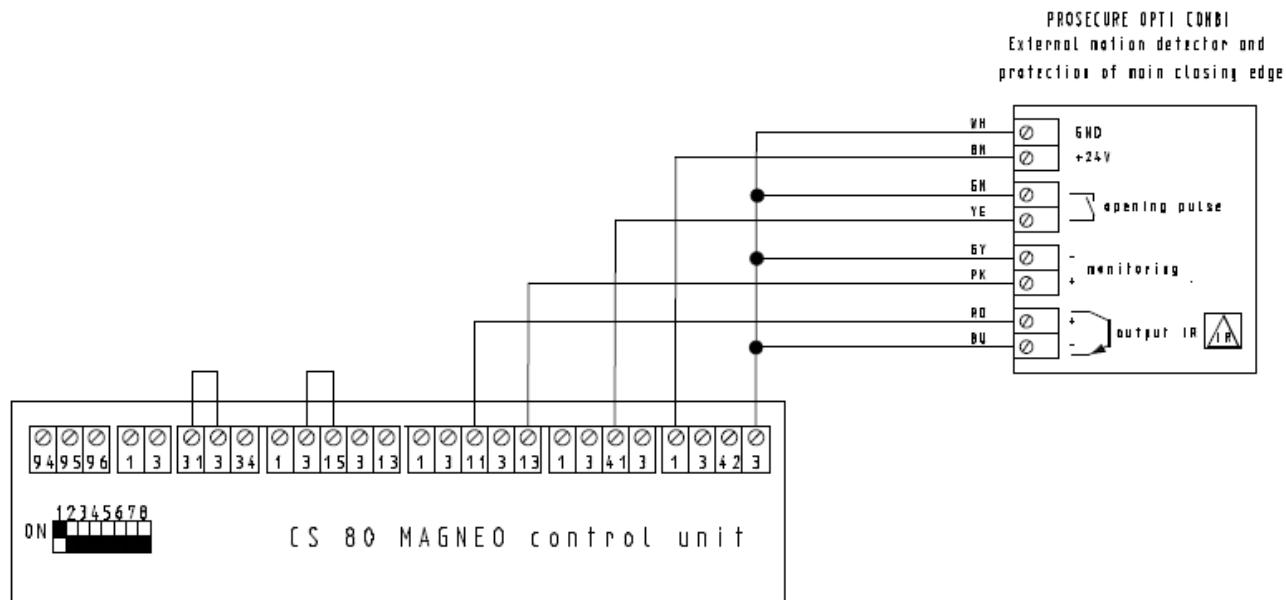 PROSECURE OPTI COMBI
External motion detector and
protection of main closing edge
WH
GND
BN
+24V
GN
YE
opening pulse
GY
-
PK
+
monitoring
RD
+
BU
-
output IR
IR
94 95 96 1 3 31 3 34 1 3 15 3 13 1 3 11 3 13 1 3 41 3 1 3 42 3
12345678
ON
CS 80 MAGNEO control unit